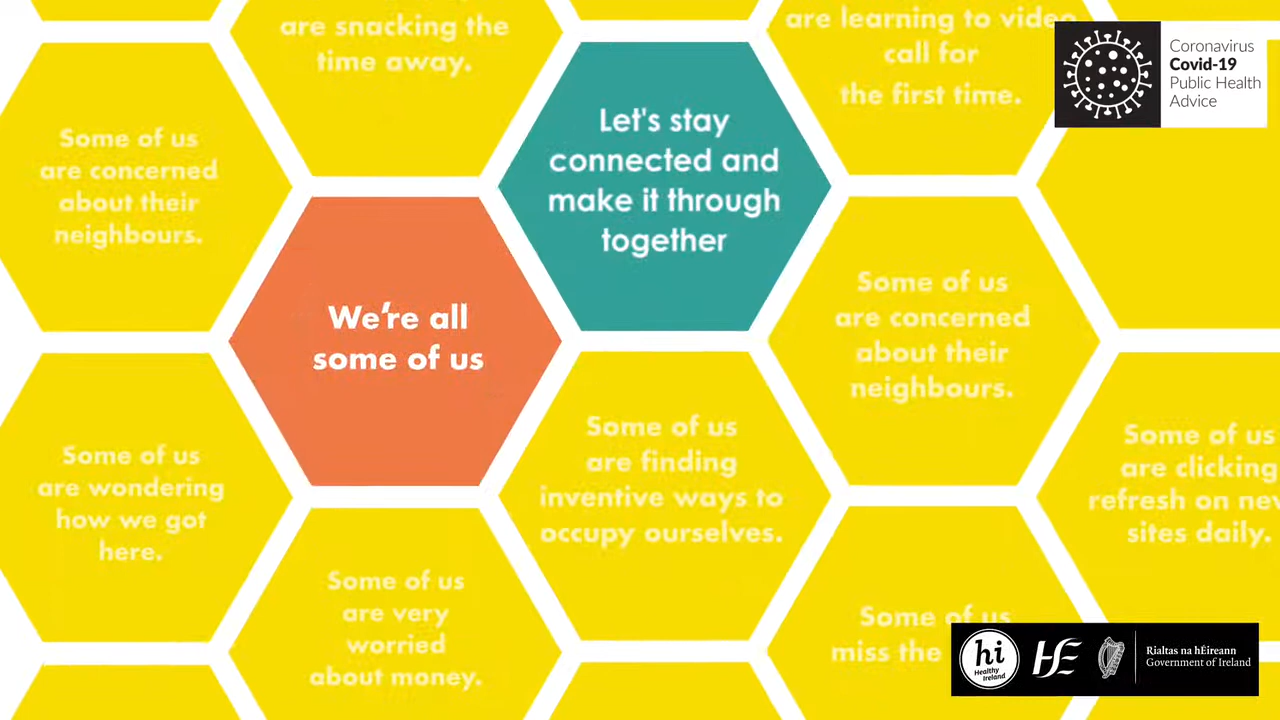 are snacking the
time away.
are learning to video
call for
the first time.
Coronavirus
Covid-19
Public Health
Advice
Some of us
are concerned
about their
neighbours.
Let's stay
connected and
make it through
together
We're all
some of us
Some of us
are concerned
about their
neighbours.
Some of us
are wondering
how we got
here.
Some of us
are finding
inventive ways to
occupy ourselves.
Some of us
are clicking
refresh on
sites daily.
Some of us
are very
worried
about money.
Some of us
miss the
hi
Healthy
Ireland
HE
Rialtas na hÉireann
Government of Ireland